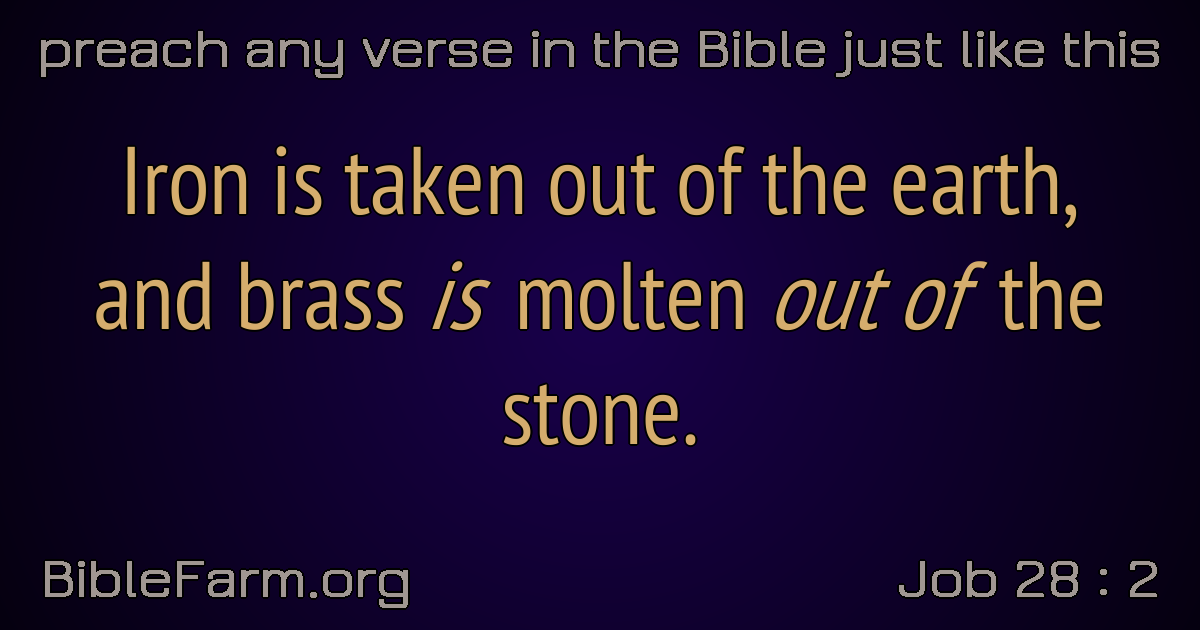 preach any verse in the Bible just like this
Iron is taken out of the earth,
and brass is molten out of the
stone.
BibleFarm.org
Job 28 : 2